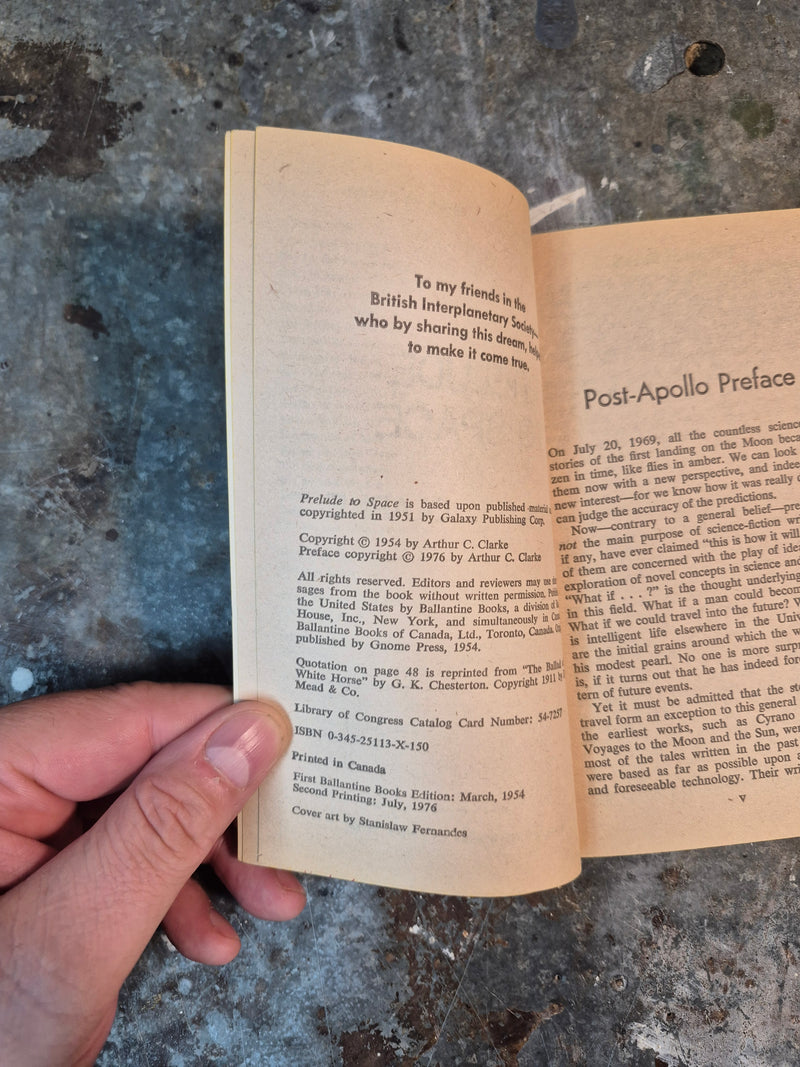 To my friends in the
British Interplanetary Society—
who by sharing this dream,
to make it come true.
Prelude to Space is based upon published material
copyrighted in 1951 by Galaxy Publishing Corp.
Copyright © 1954 by Arthur C. Clarke
Preface copyright © 1976 by Arthur C. Clarke
All rights reserved. Editors and reviewers may use
sages from the book without written permission.
the United States by Ballantine Books, a division of
House, Inc., New York, and simultaneously in
Ballantine Books of Canada, Ltd., Toronto, Canada.
published by Gnome Press, 1954.
Quotation on page 48 is reprinted from "The
White Horse" by G. K. Chesterton. Copyright 1911 by
Mead & Co.
Library of Congress Catalog Card Number: 54-7257
ISBN 0-345-25113-X-150
Printed in Canada
First Ballantine Books Edition: March, 1954
Second Printing: July, 1976
Cover art by Stanislaw Fernandes
Post-Apollo Preface
On July 20, 1969, all the countless
stories of the first landing on the Moon
zen in time, like flies in amber. We can look
them now with a new perspective, and
new interest—for we know how it was really
can judge the accuracy of the predictions.
Now—contrary to a general
not the main purpose of science-fiction
if any, have ever claimed "this is how it will
of them are concerned with the play of
exploration of novel concepts in science
"What if . . . ?" is the thought underlying
in this field. What if a man could
What if we could travel into the future?
is intelligent life elsewhere in the
are the initial grains around which the
his modest pearl. No one is more
is, if it turns out that he has indeed
tern of future events.
Yet it must be admitted that the
travel form an exception to this general
the earliest works, such as Cyrano
Voyages to the Moon and the Sun,
most of the tales written in the past
were based as far as possible upon
and foreseeable technology. Their
v